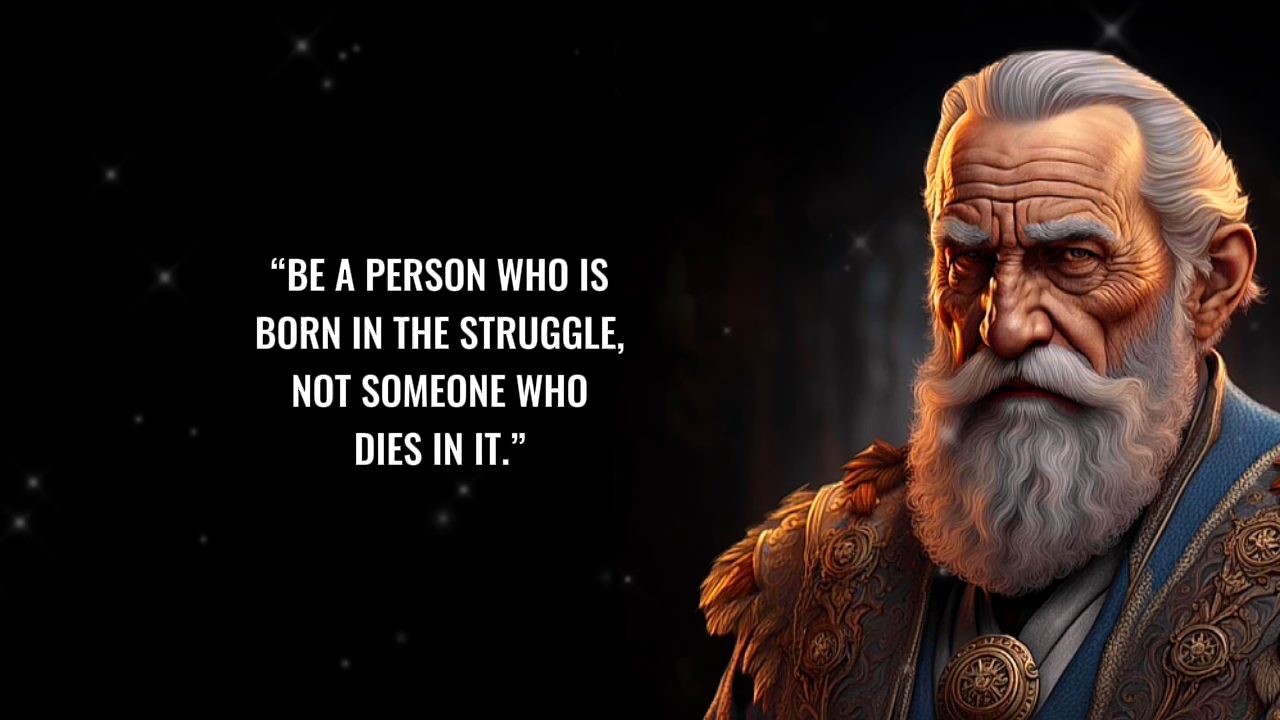 “BE A PERSON WHO IS
BORN IN THE STRUGGLE,
NOT SOMEONE WHO
DIES IN IT.”